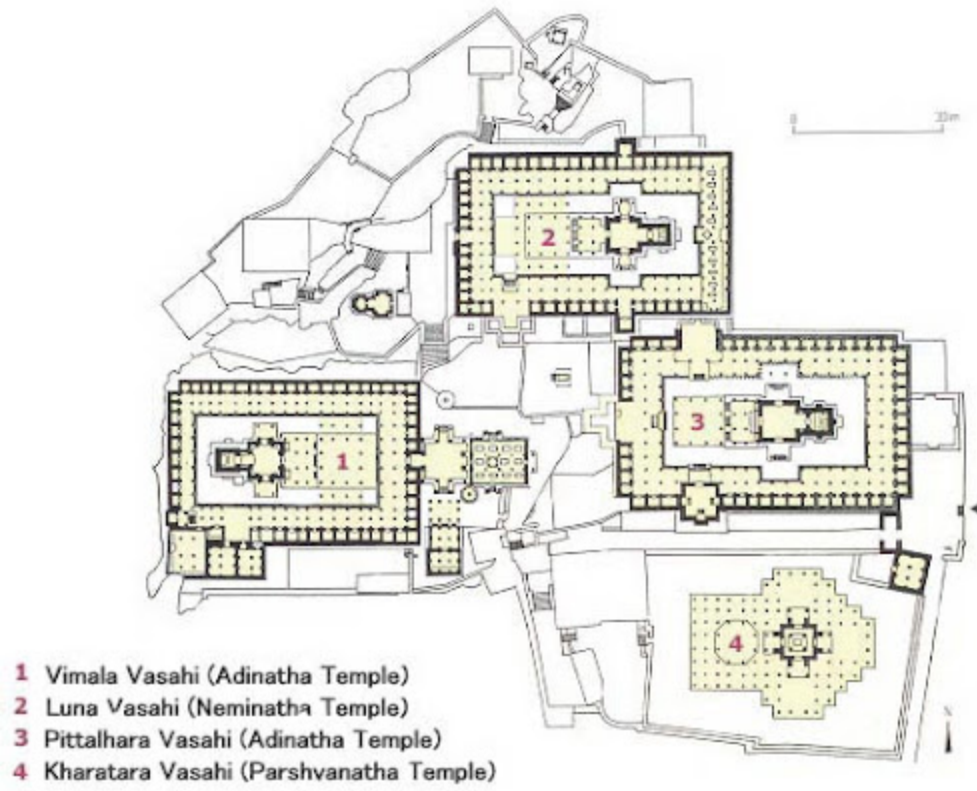 0
2
3
1
4
N
1 Vimala Vasahi (Adinatha Temple)
2 Luna Vasahi (Neminatha Temple)
3 Pittalhara Vasahi (Adinatha Temple)
4 Kharatara Vasahi (Parshvanatha Temple)